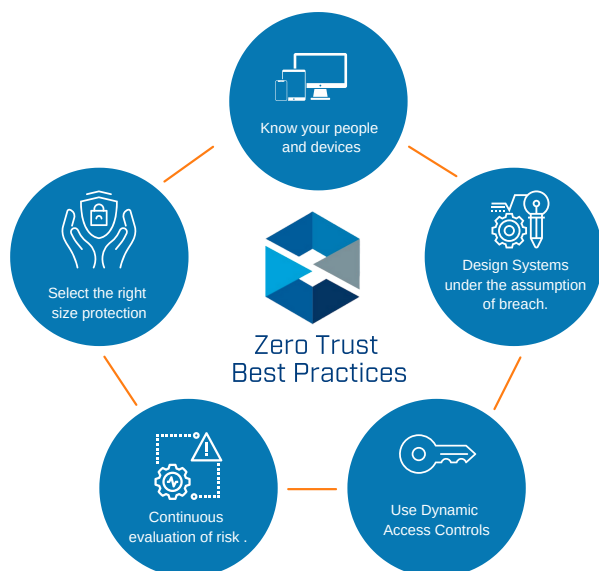 Know your people
and devices
Design Systems
under the assumption
of breach.
Use Dynamic
Access Controls
Continuous
evaluation of risk .
Select the right
size protection
Zero Trust
Best Practices